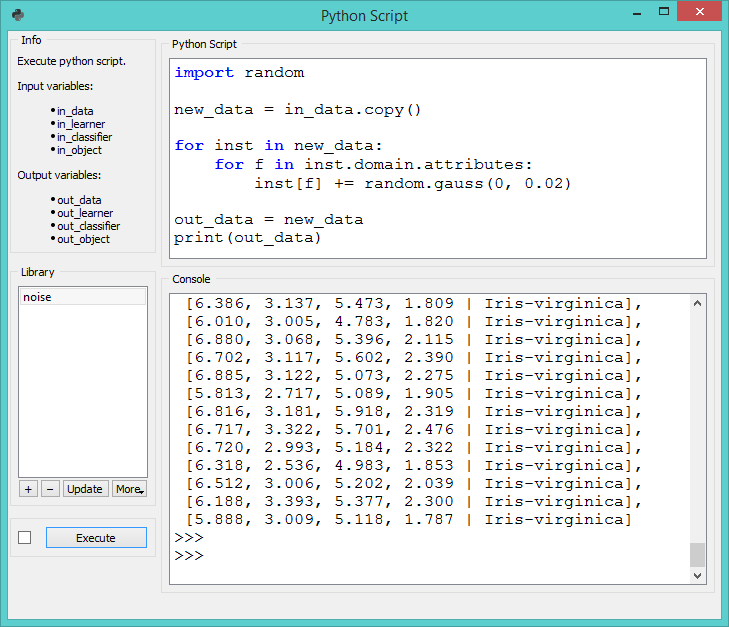 Python Script
Info
Execute python script.
Input variables:
•in_data
•in_learner
•in_classifier
•in_object
Output variables:
•out_data
•out_learner
•out_classifier
•out_object
Library
noise
+ − Update More
Execute
Python Script
import random
new_data = in_data.copy()
for inst in new_data:
    for f in inst.domain.attributes:
        inst[f] += random.gauss(0, 0.02)
out_data = new_data
print(out_data)
Console
[6.386, 3.137, 5.473, 1.809 | Iris-virginica],
[6.010, 3.005, 4.783, 1.820 | Iris-virginica],
[6.880, 3.068, 5.396, 2.115 | Iris-virginica],
[6.702, 3.117, 5.602, 2.390 | Iris-virginica],
[6.885, 3.122, 5.073, 2.275 | Iris-virginica],
[5.813, 2.717, 5.089, 1.905 | Iris-virginica],
[6.816, 3.181, 5.918, 2.319 | Iris-virginica],
[6.717, 3.322, 5.701, 2.476 | Iris-virginica],
[6.720, 2.993, 5.184, 2.322 | Iris-virginica],
[6.318, 2.536, 4.983, 1.853 | Iris-virginica],
[6.512, 3.006, 5.202, 2.039 | Iris-virginica],
[6.188, 3.393, 5.377, 2.300 | Iris-virginica],
[5.888, 3.009, 5.118, 1.787 | Iris-virginica]
>>>
>>>